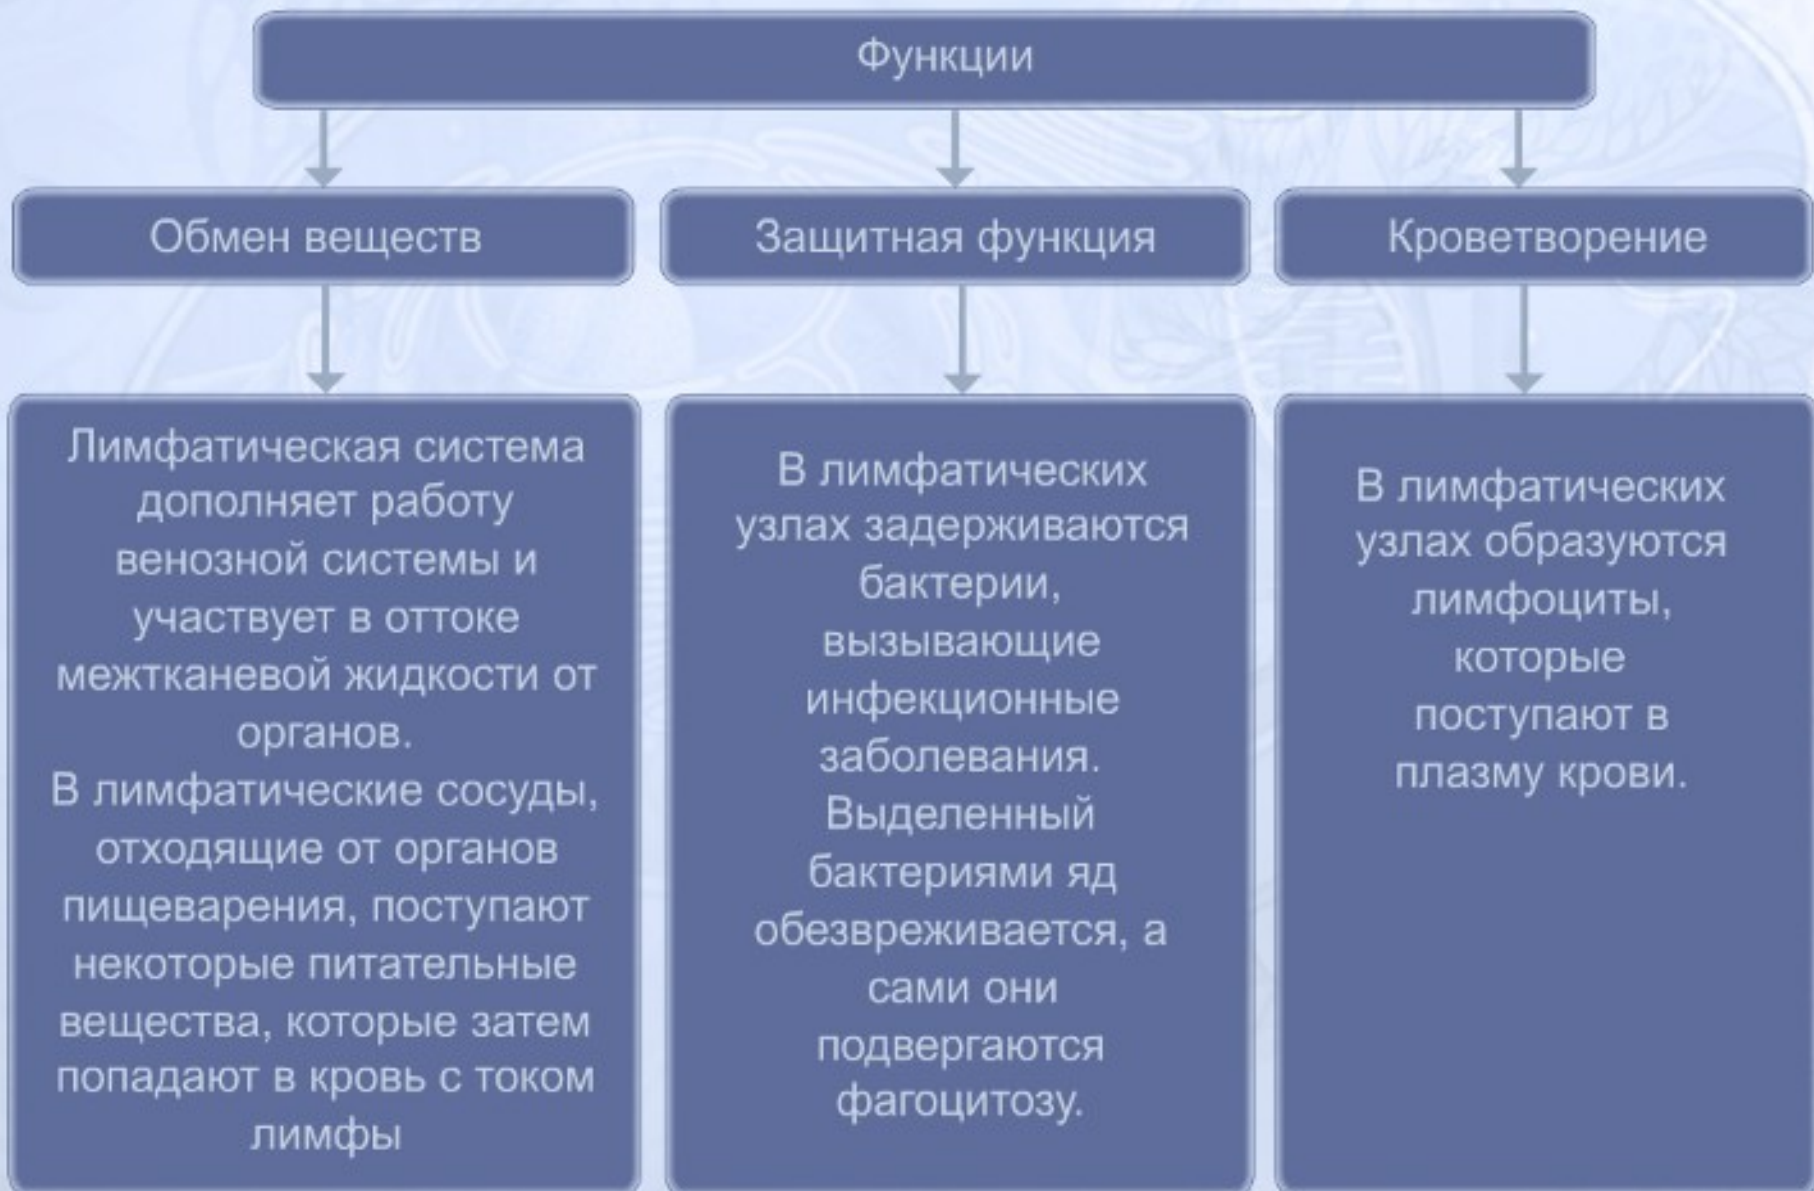 Функции
Обмен веществ
Защитная функция
Кроветворение
Лимфатическая система
дополняет работу
венозной системы и
участвует в оттоке
межтканевой жидкости от
органов.
В лимфатические сосуды,
отходящие от органов
пищеварения, поступают
некоторые питательные
вещества, которые затем
попадают в кровь с током
лимфы
В лимфатических
узлах задерживаются
бактерии,
вызывающие
инфекционные
заболевания.
Выделенный
бактериями яд
обезвреживается, а
сами они
подвергаются
фагоцитозу.
В лимфатических
узлах образуются
лимфоциты,
которые
поступают в
плазму крови.